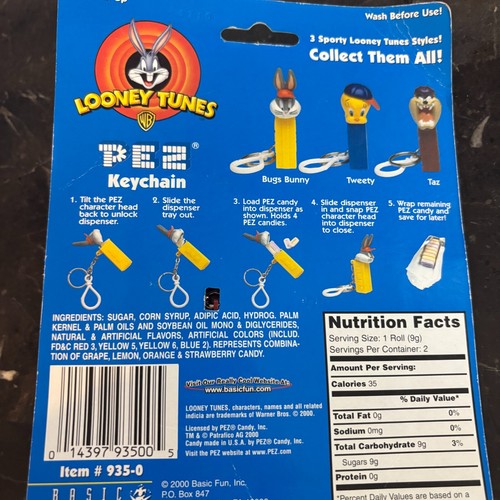 Wash Before Use!
3 Sporty Looney Tunes Styles!
Collect Them All!
LOONEY TUNES
WB
PEZ®
Keychain
Bugs Bunny
Tweety
Taz
1. Tilt the PEZ
character head
back to unlock
dispenser.
2. Slide the
dispenser
tray out.
3. Load PEZ candy
into dispenser as
shown. Holds 4
PEZ candies.
4. Slide dispenser
in and snap PEZ
character head
into dispenser
to close.
5. Wrap remaining
PEZ candy and
save for later!
INGREDIENTS: SUGAR, CORN SYRUP, ADIPIC ACID, HYDROG. PALM
KERNEL & PALM OILS AND SOYBEAN OIL MONO & DIGLYCERIDES,
NATURAL & ARTIFICIAL FLAVORS, ARTIFICIAL COLORS (INCLUD.
FD&C RED 3, YELLOW 5, YELLOW 6, BLUE 2). REPRESENTS COMBINA-
TION OF GRAPE, LEMON, ORANGE & STRAWBERRY CANDY.
0 14397 93500 5
Item # 935-0
BASIC
Visit Our Really Cool Website At:
www.basicfun.com
LOONEY TUNES, characters, names and all related
indicia are trademarks of Warner Bros. © 2000.
Licensed by PEZ® Candy, Inc.
TM & © Patrafico AG 2000
Candy made in U.S.A. by PEZ® Candy, Inc.
Visit the PEZ website at www.PEZ.com
© 2000 Basic Fun, Inc.
P.O. Box 847
Nutrition Facts
Serving Size: 1 Roll (9g)
Servings Per Container: 2
Amount Per Serving:
Calories 35
% Daily Value*
Total Fat 0g 0%
Sodium 0mg 0%
Total Carbohydrate 9g 3%
Sugars 9g
Protein 0g
*Percent Daily Values are based on a